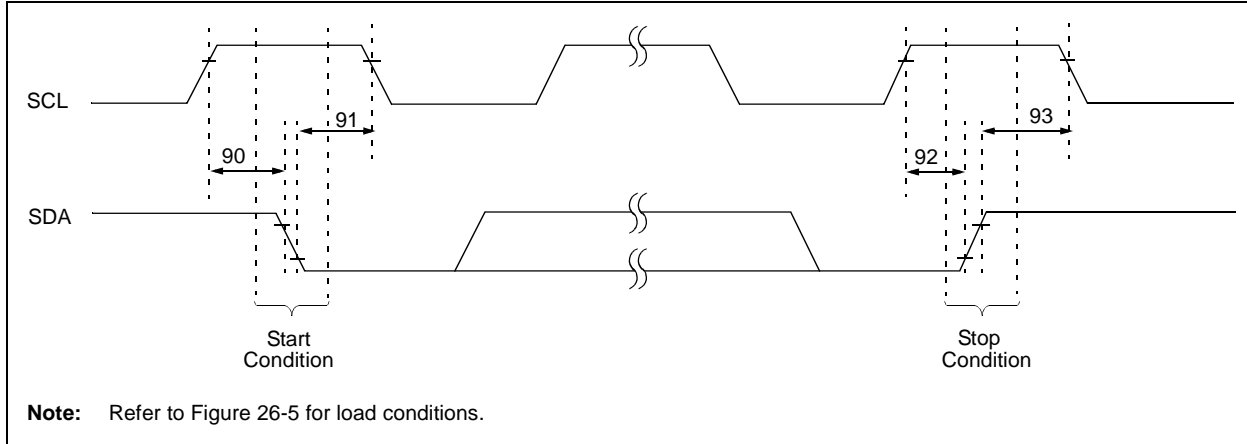 SCL
91
93
90
92
SDA
Start
Condition
Stop
Condition
Note: Refer to Figure 26-5 for load conditions.